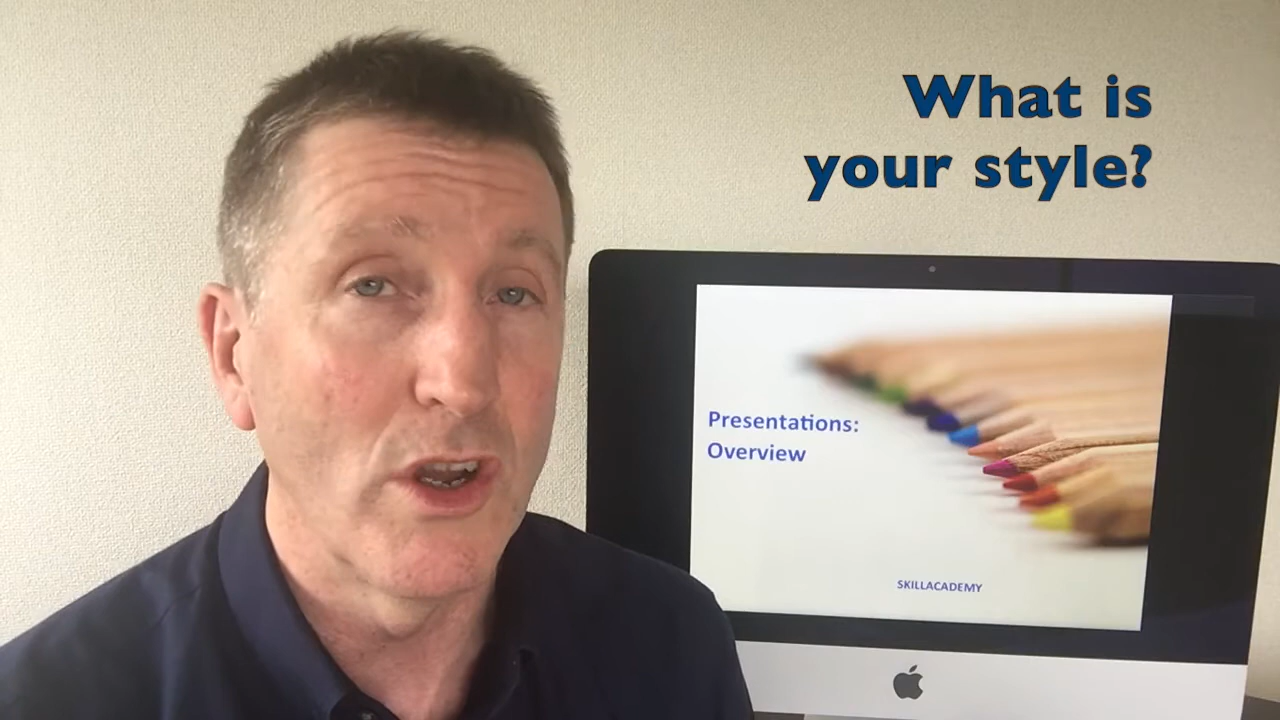 What is
your style?
Presentations:
Overview
SKILLACADEMY